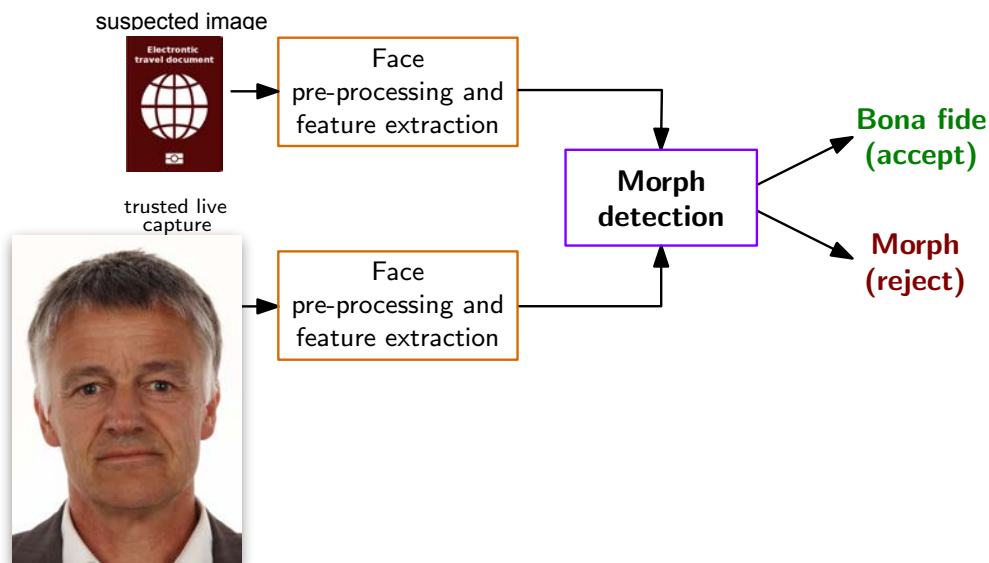 suspected image
Electrontic
travel document
Face
pre-processing and
feature extraction
Morph
detection
Bona fide
(accept)
Morph
(reject)
trusted live
capture
Face
pre-processing and
feature extraction